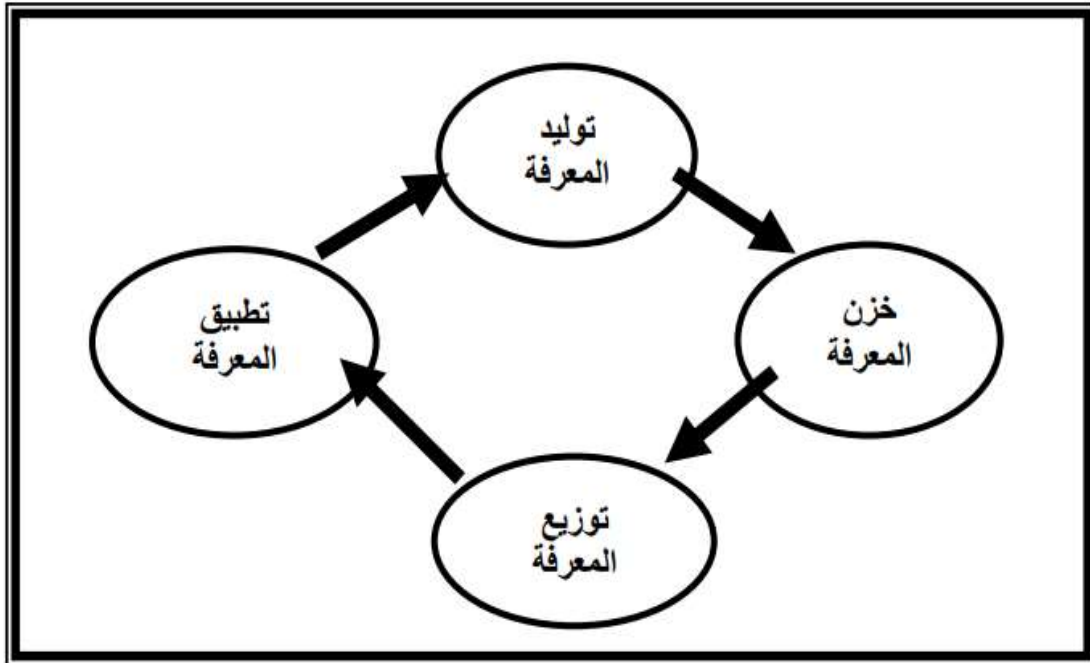 توليد
المعرفة
خزن
المعرفة
توزيع
المعرفة
تطبيق
المعرفة